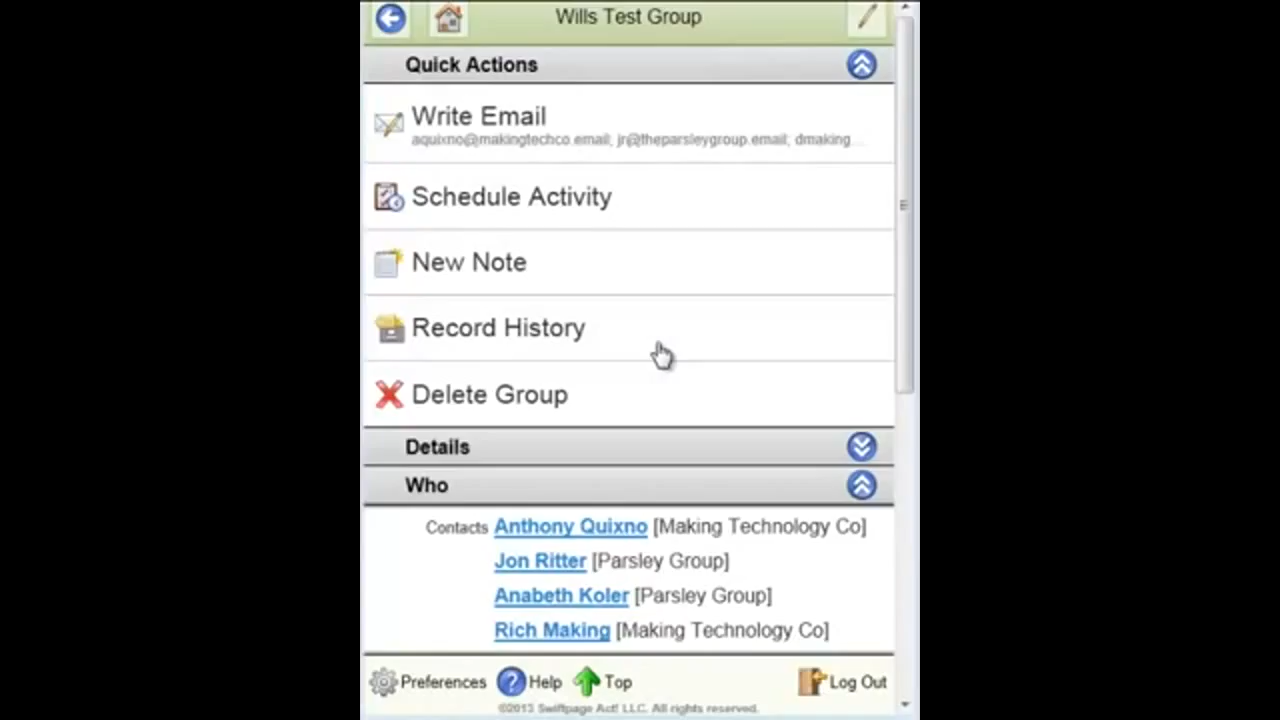 Wills Test Group
Quick Actions
Write Email
aquixno@makingtechco.email; jr@theparsleygroup.email; dmaking...
Schedule Activity
New Note
Record History
Delete Group
Details
Who
Contacts Anthony Quixno [Making Technology Co]
Jon Ritter [Parsley Group]
Anabeth Koler [Parsley Group]
Rich Making [Making Technology Co]
Preferences Help Top Log Out
©2013 Swiftpage Act! LLC. All rights reserved.